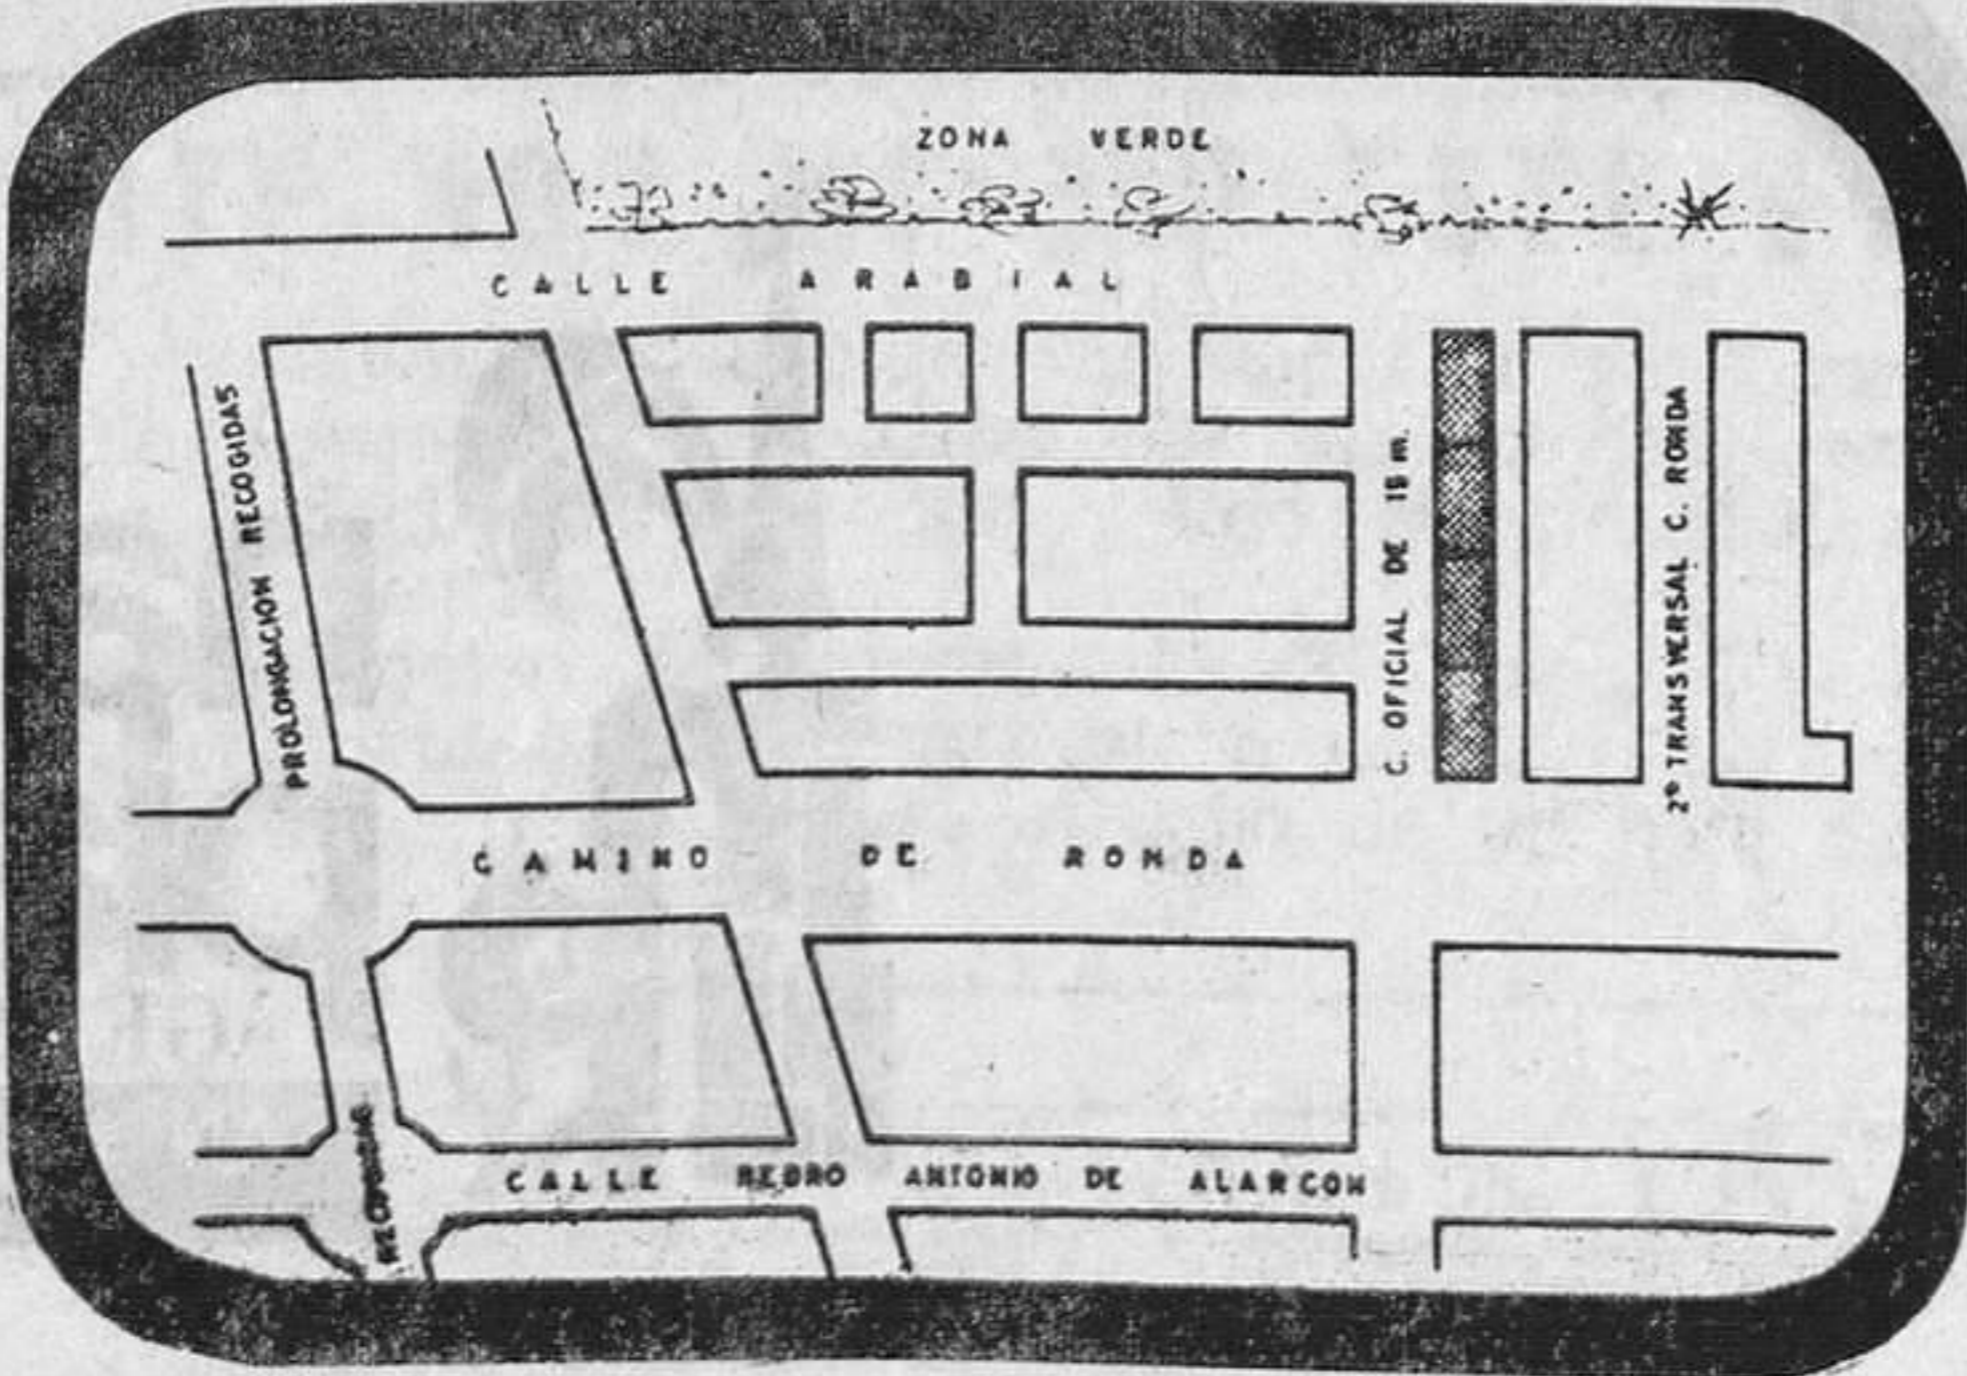 ZONA VERDE
CALLE ARABIAL
PROLONGACION RECOGIDAS
C. OFICIAL DE 15 m.
2ª TRANSVERSAL C. RONDA
CAMINO DE RONDA
RECOGIDAS
CALLE PEDRO ANTONIO DE ALARCON